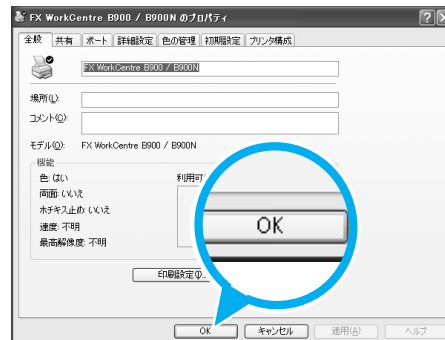 FX WorkCentre B900 / B900N のプロパティ
全般 共有 ポート 詳細設定 色の管理 初期設定 プリンタ構成
FX WorkCentre B900 / B900N
場所(L):
コメント(C):
モデル(O): FX WorkCentre B900 / B900N
機能
色: はい 利用可
両面: いいえ
ホチキス止め: いいえ
速度: 不明
最高解像度: 不明
OK
印刷設定(I)...
OK キャンセル 適用(A) ヘルプ